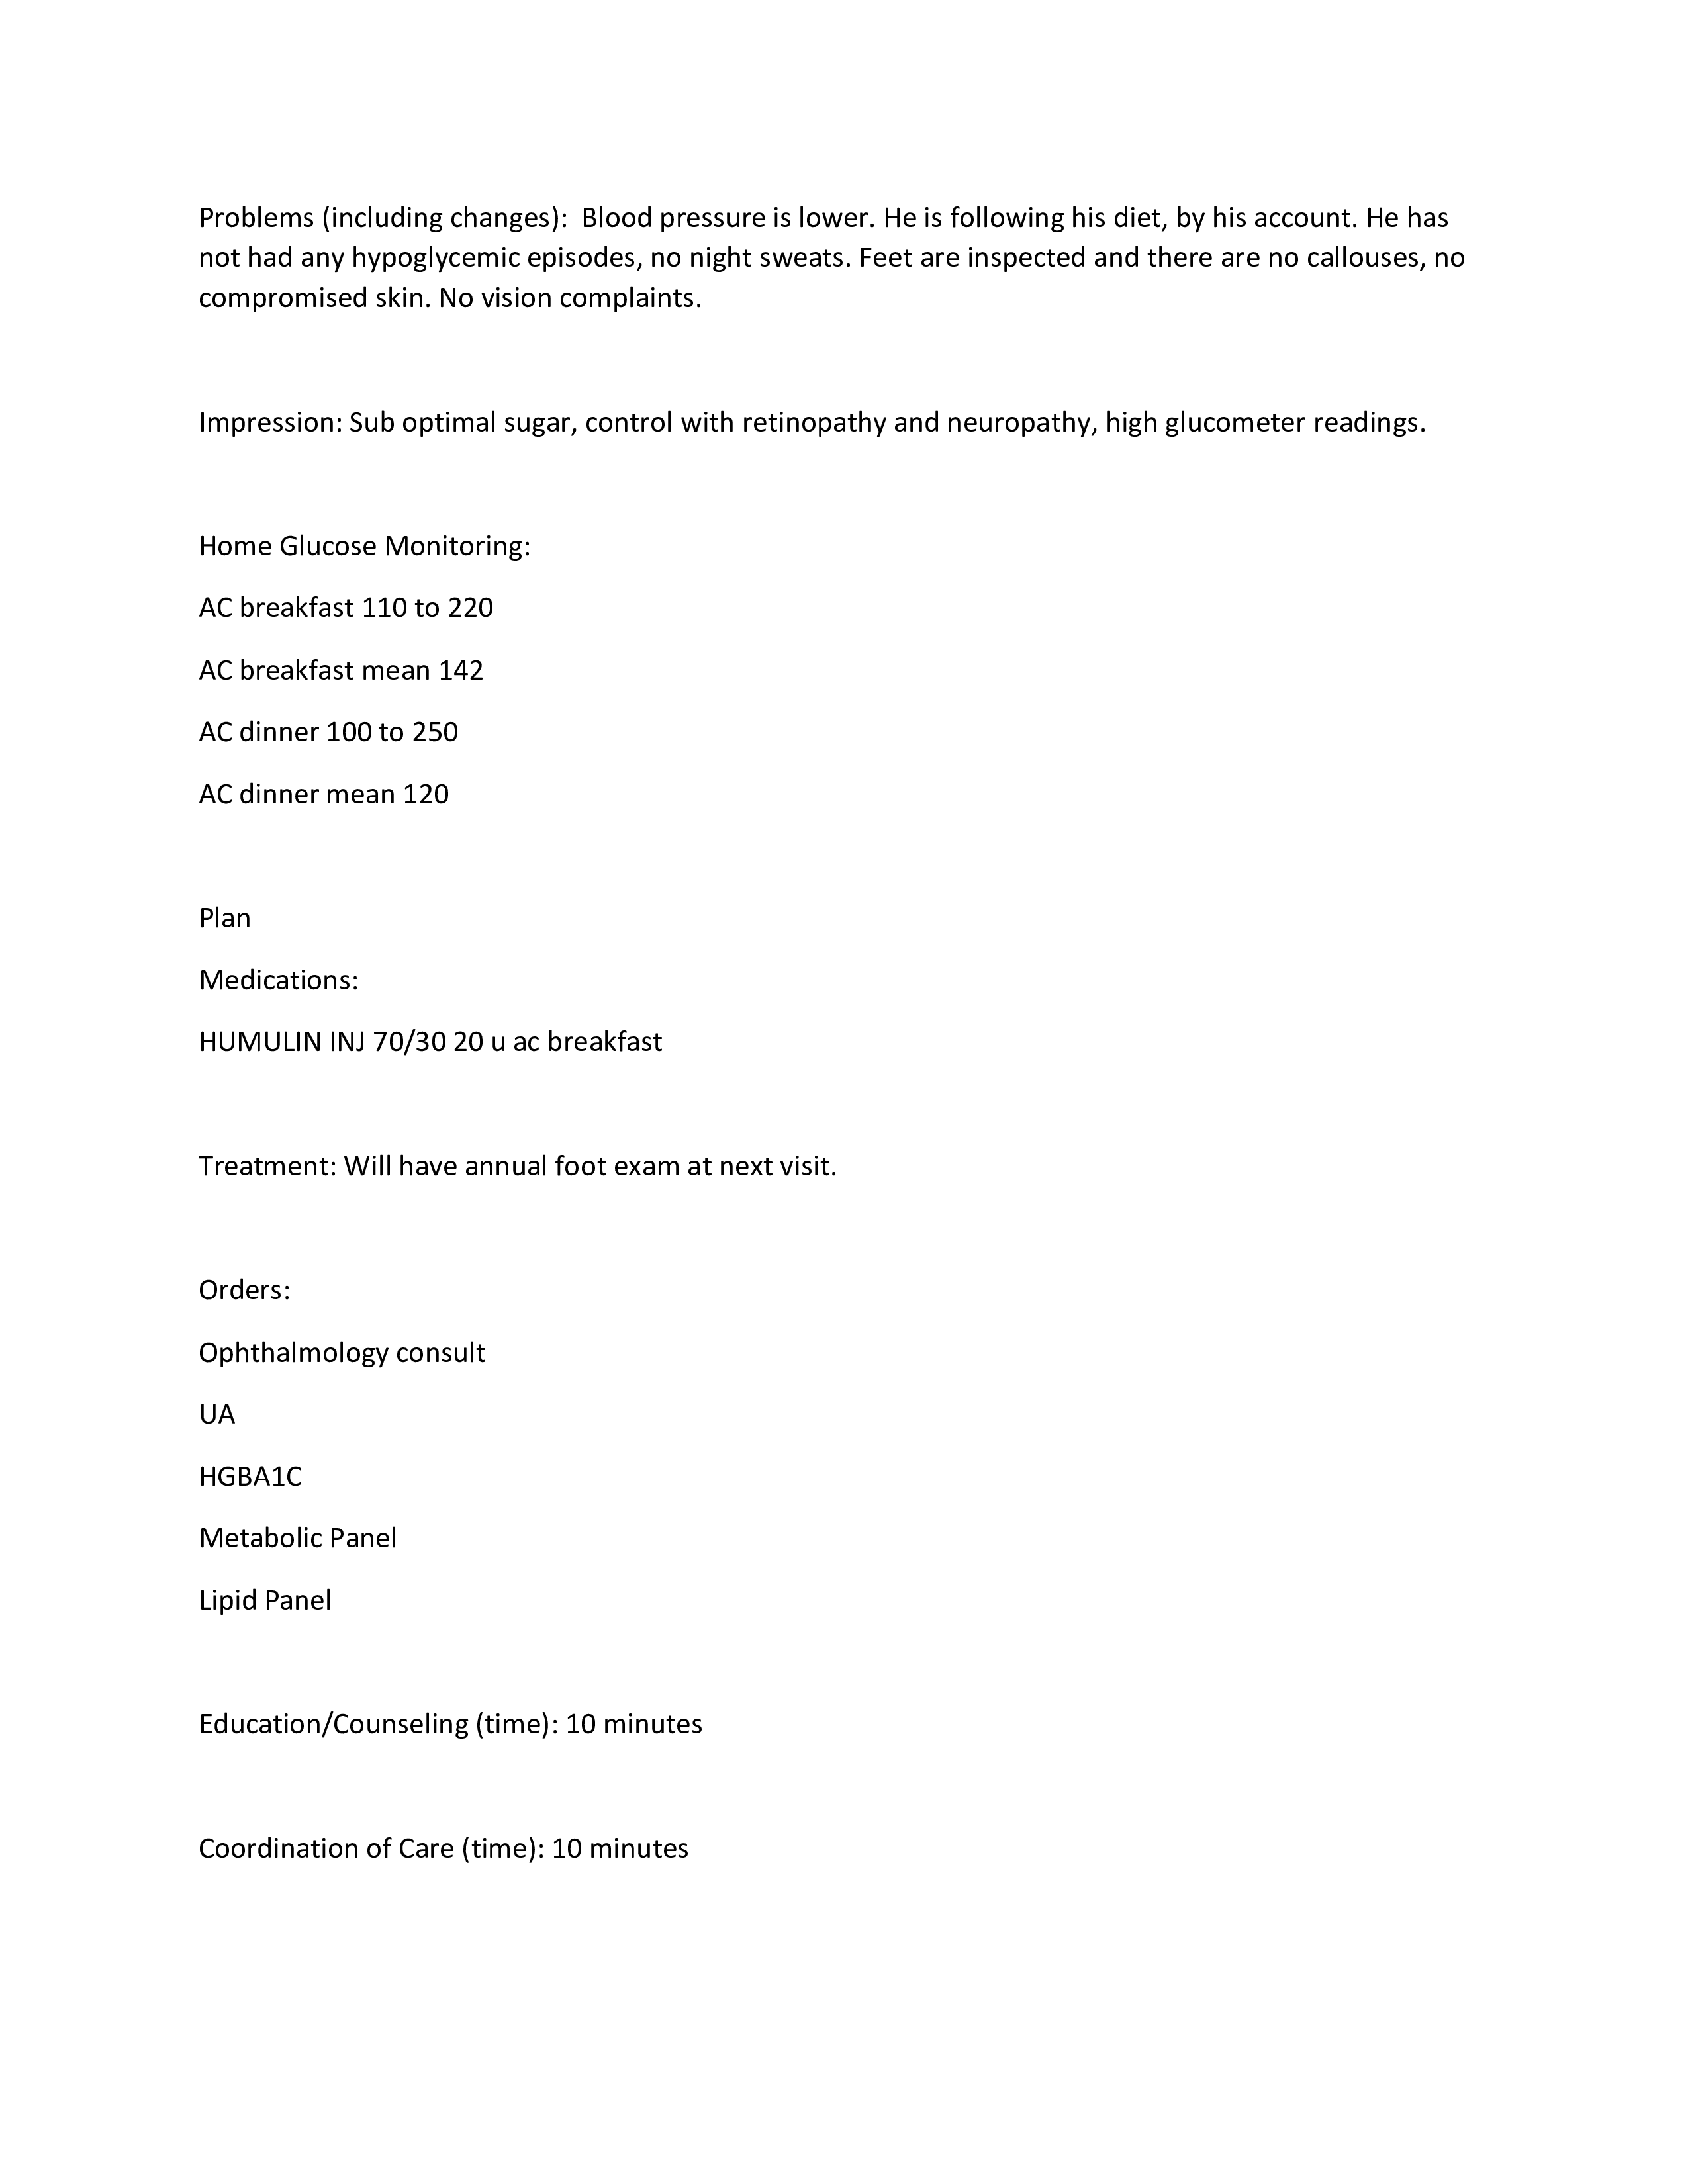 Problems (including changes):  Blood pressure is lower. He is following his diet, by his account. He has
not had any hypoglycemic episodes, no night sweats. Feet are inspected and there are no callouses, no
compromised skin. No vision complaints.
Impression: Sub optimal sugar, control with retinopathy and neuropathy, high glucometer readings.
Home Glucose Monitoring:
AC breakfast 110 to 220
AC breakfast mean 142
AC dinner 100 to 250
AC dinner mean 120
Plan
Medications:
HUMULIN INJ 70/30 20 u ac breakfast
Treatment: Will have annual foot exam at next visit.
Orders:
Ophthalmology consult
UA
HGBA1C
Metabolic Panel
Lipid Panel
Education/Counseling (time): 10 minutes
Coordination of Care (time): 10 minutes